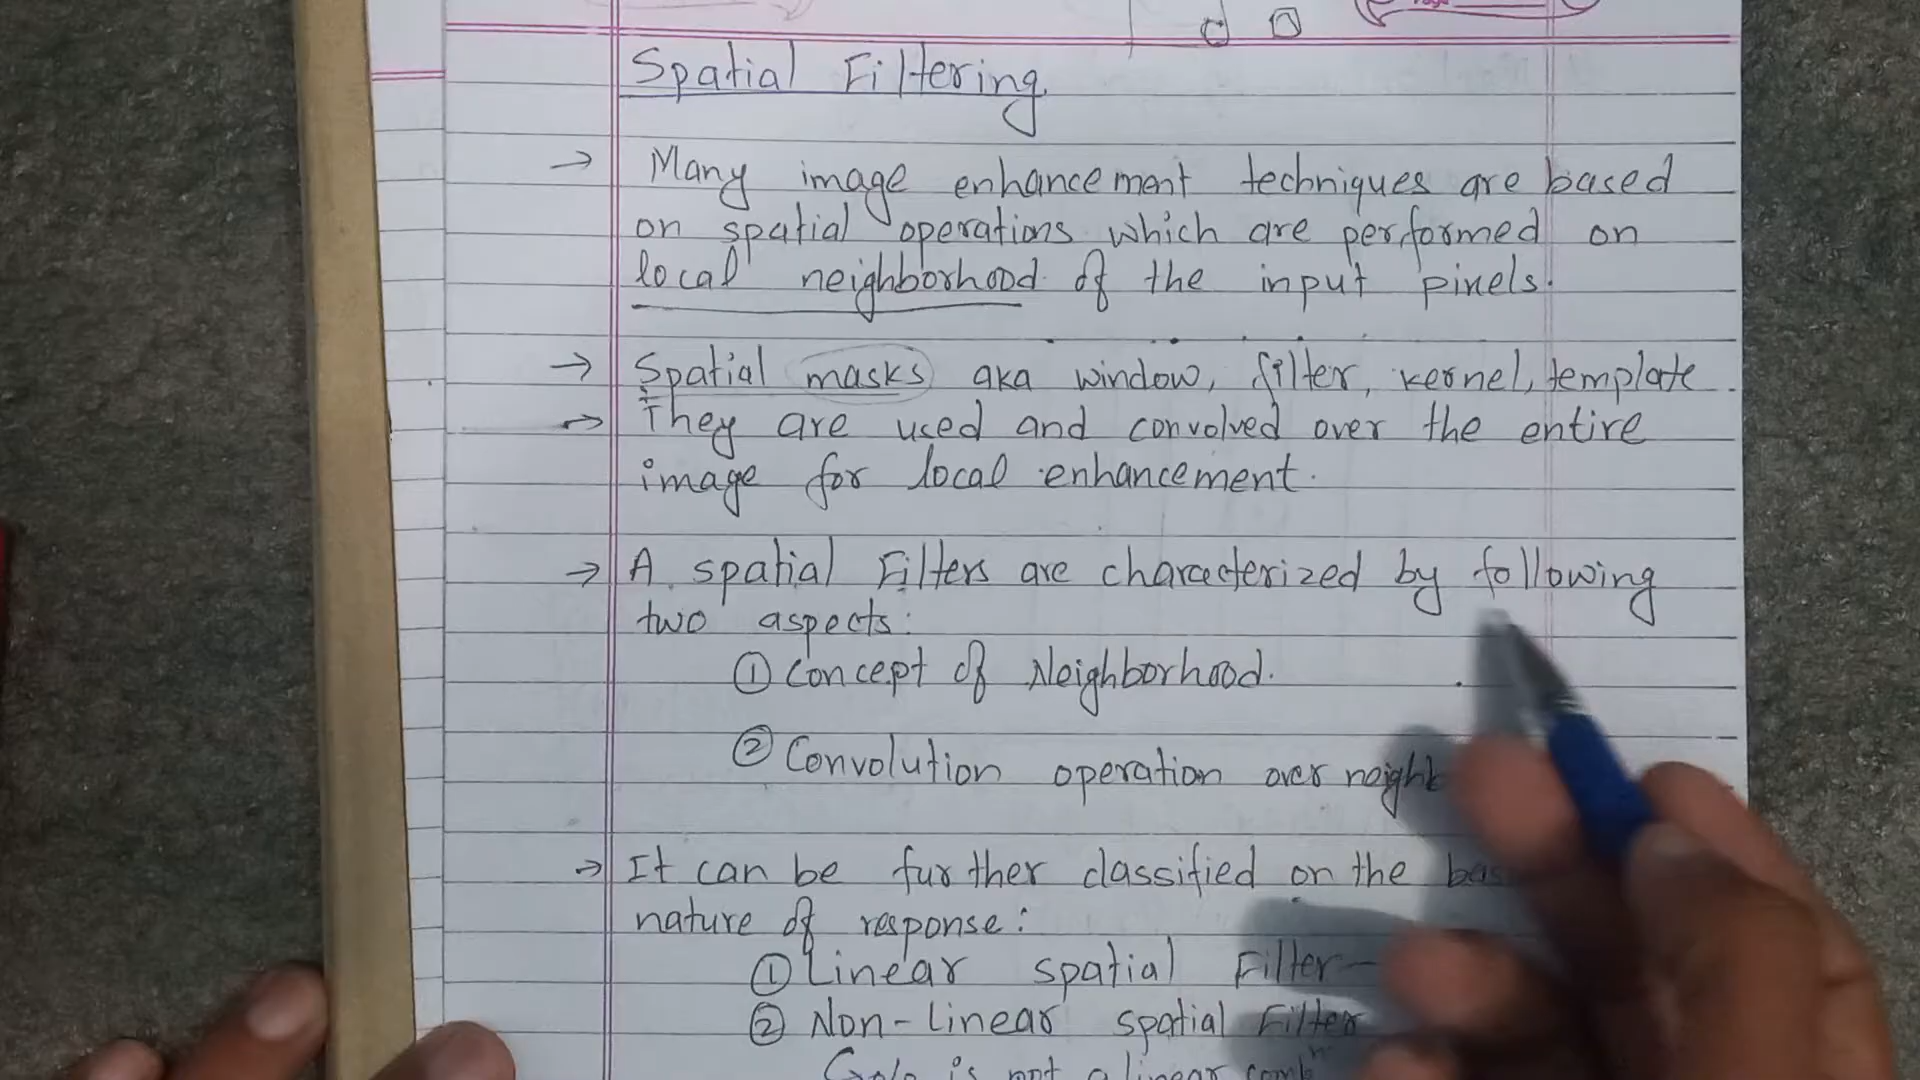 Spatial Filtering
→ Many image enhancement techniques are based
on spatial operations which are performed on
local neighborhood of the input pixels.
→ Spatial masks aka window, filter, kernel, template.
→ They are used and convolved over the entire
image for local enhancement.
→ A spatial Filters are characterized by following
two aspects:
① Concept of Neighborhood.
② Convolution operation over
→ It can be further classified on the
nature of response:
① Linear spatial Filter-
② Non-Linear spatial Filter
is not a linear